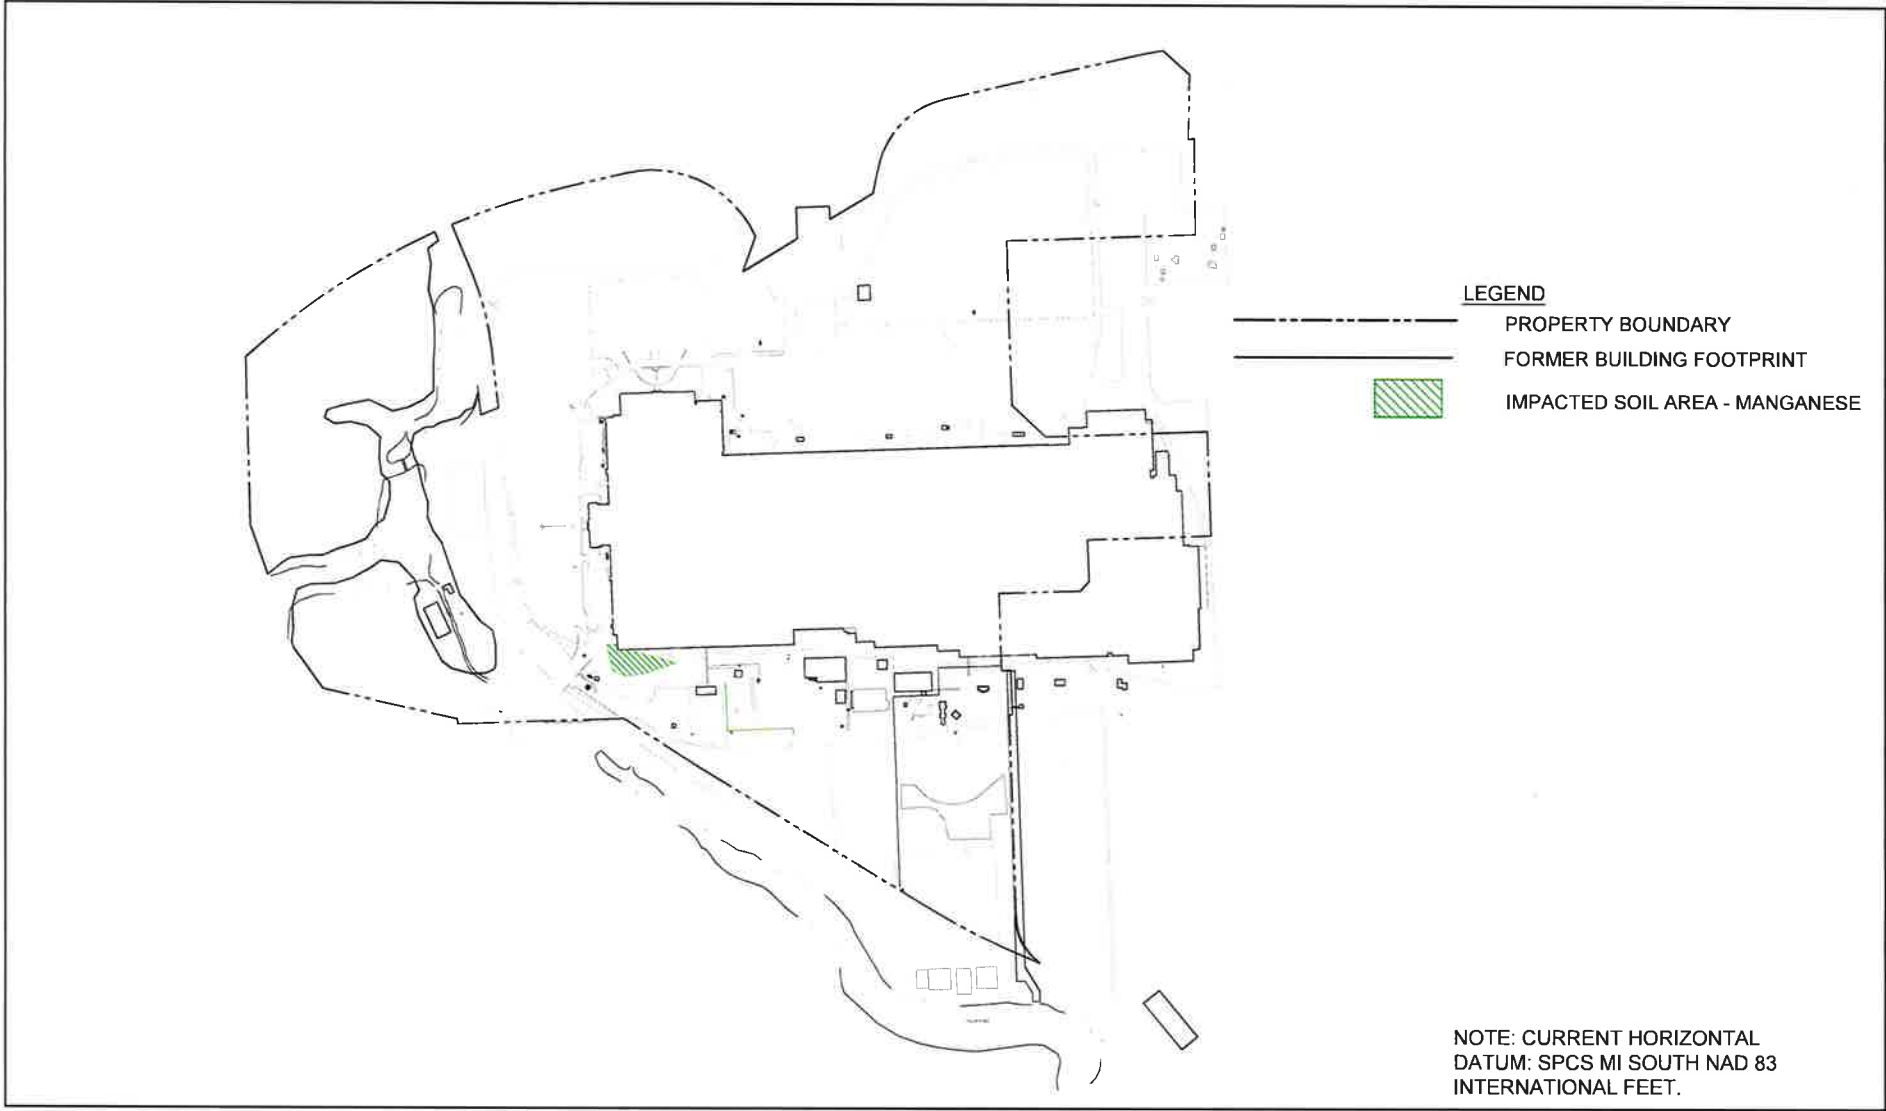 LEGEND
PROPERTY BOUNDARY
FORMER BUILDING FOOTPRINT
IMPACTED SOIL AREA - MANGANESE
NOTE: CURRENT HORIZONTAL
DATUM: SPCS MI SOUTH NAD 83
INTERNATIONAL FEET.